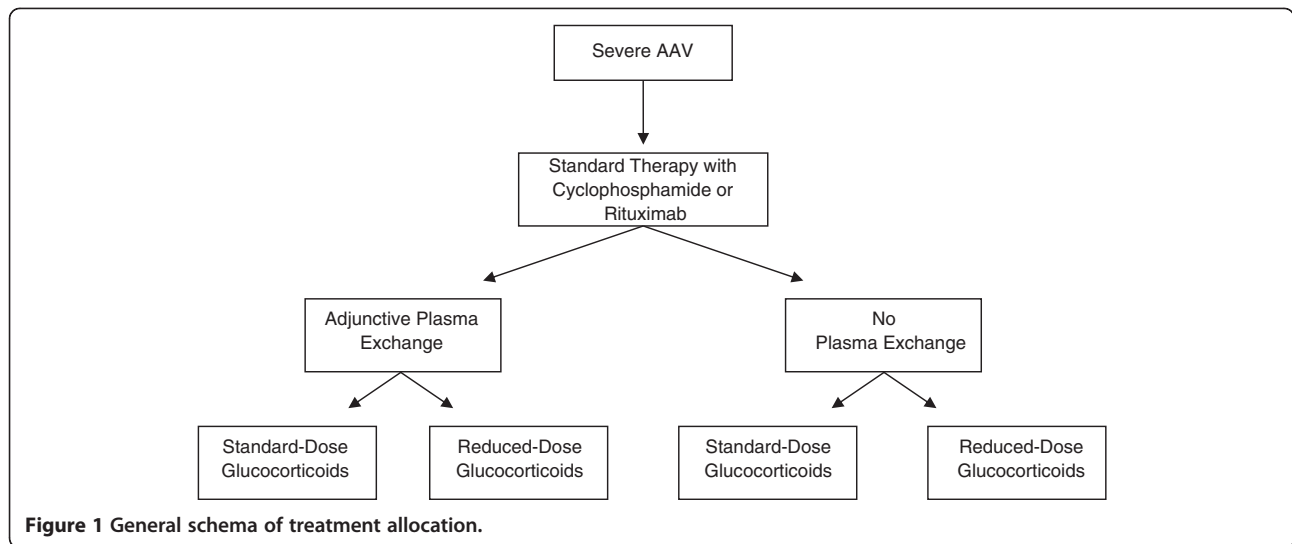 Severe AAV
Standard Therapy with
Cyclophosphamide or
Rituximab
Adjunctive Plasma
Exchange
No
Plasma Exchange
Standard-Dose
Glucocorticoids
Reduced-Dose
Glucocorticoids
Standard-Dose
Glucocorticoids
Reduced-Dose
Glucocorticoids
Figure 1 General schema of treatment allocation.